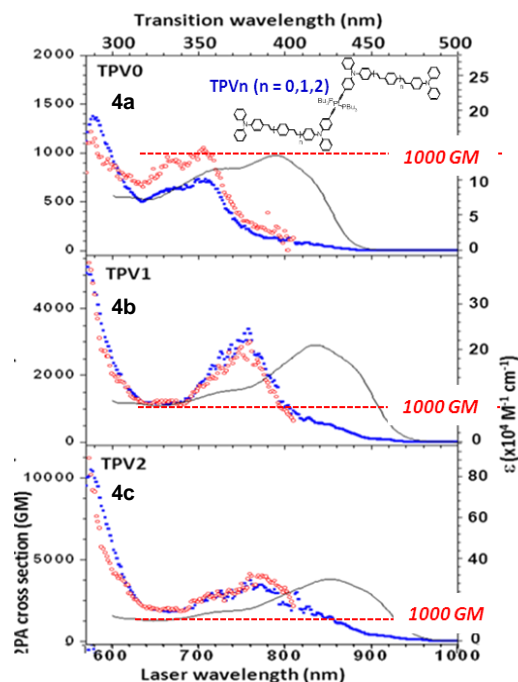 Transition wavelength (nm)
300 350 400 450 500
TPV0
4a
TPVn (n = 0,1,2)
2000
1500
1000
500
0
25
20
15
10
5
0
N
n
Bu3P
PBu3
N
n
N
1000 GM
TPV1
4b
4000
2000
0
30
20
10
0
1000 GM
TPV2
4c
10000
5000
0
80
60
40
20
0
1000 GM
2PA cross section (GM)
ε (x10⁴ M⁻¹ cm⁻¹)
600 700 800 900 1000
Laser wavelength (nm)